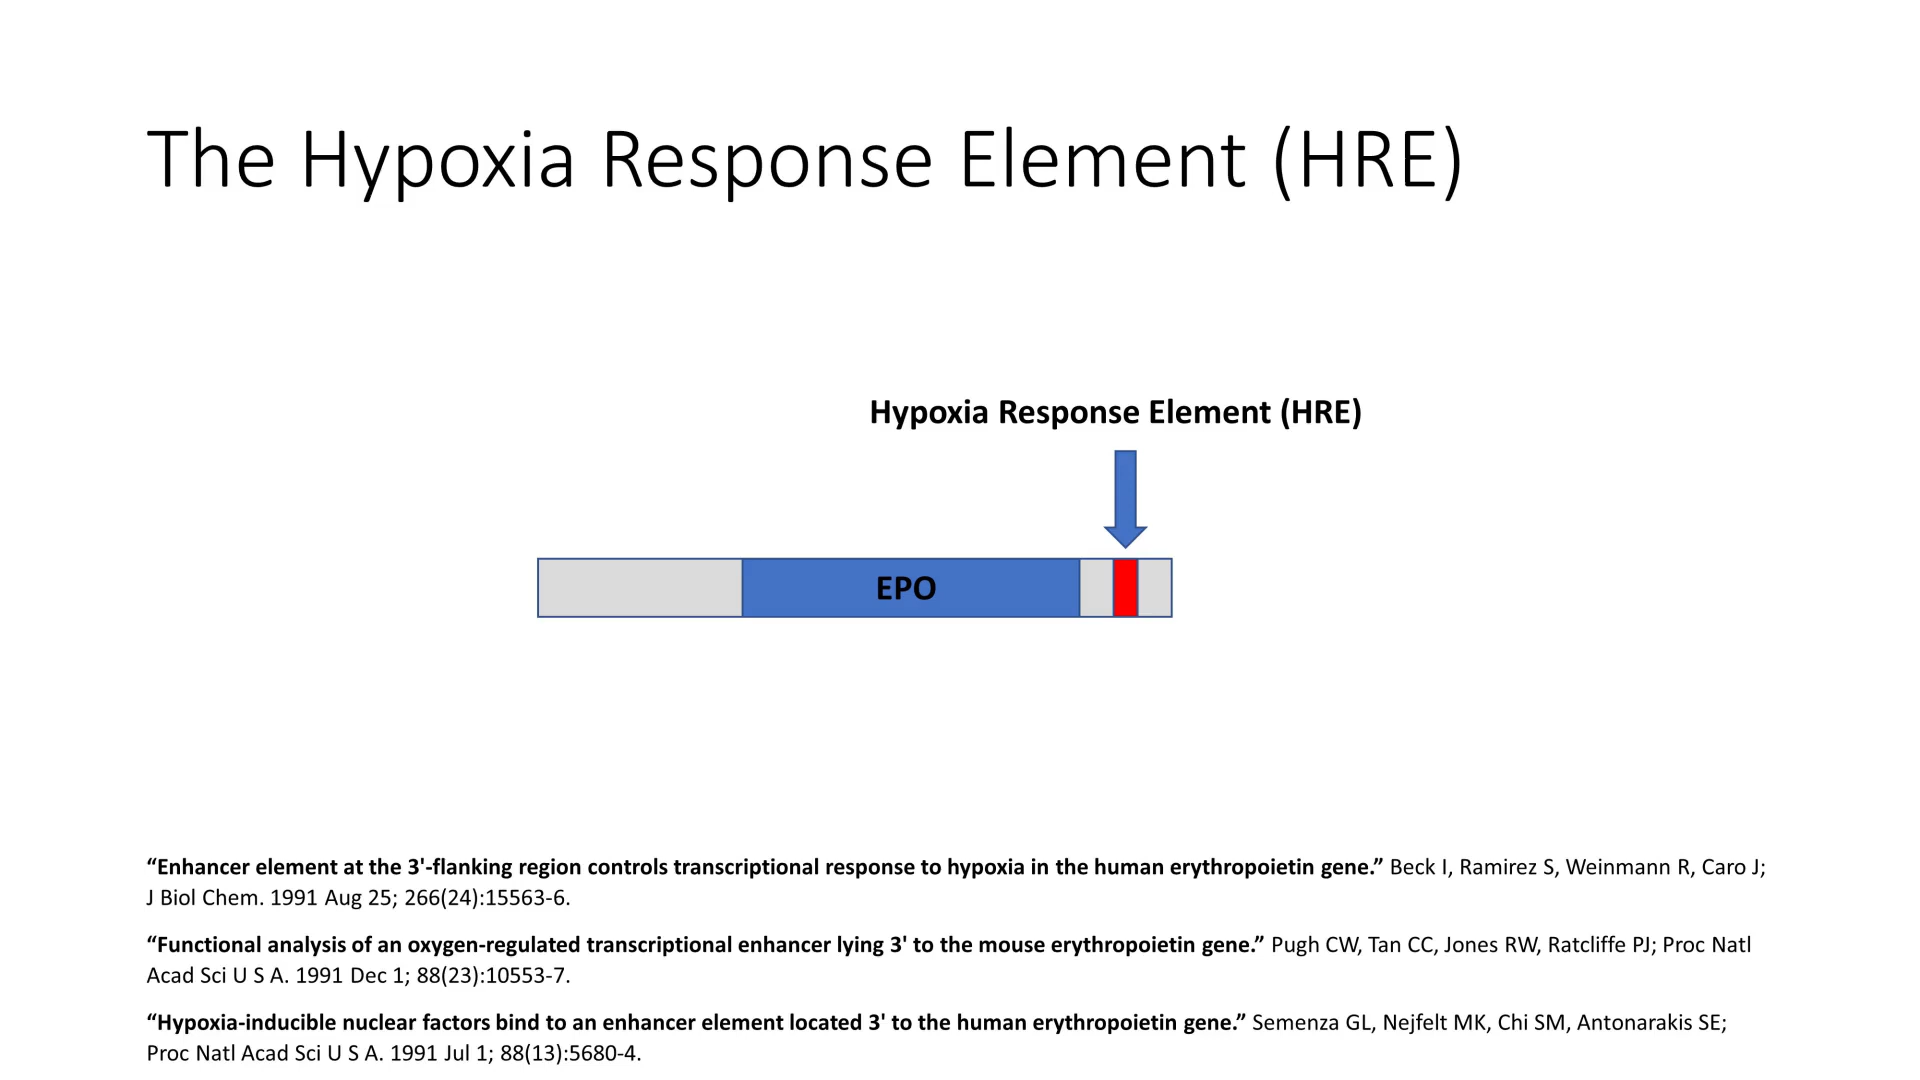 The Hypoxia Response Element (HRE)
Hypoxia Response Element (HRE)
EPO
“Enhancer element at the 3'-flanking region controls transcriptional response to hypoxia in the human erythropoietin gene.” Beck I, Ramirez S, Weinmann R, Caro J;
J Biol Chem. 1991 Aug 25; 266(24):15563-6.
“Functional analysis of an oxygen-regulated transcriptional enhancer lying 3' to the mouse erythropoietin gene.” Pugh CW, Tan CC, Jones RW, Ratcliffe PJ; Proc Natl
Acad Sci U S A. 1991 Dec 1; 88(23):10553-7.
“Hypoxia-inducible nuclear factors bind to an enhancer element located 3' to the human erythropoietin gene.” Semenza GL, Nejfelt MK, Chi SM, Antonarakis SE;
Proc Natl Acad Sci U S A. 1991 Jul 1; 88(13):5680-4.